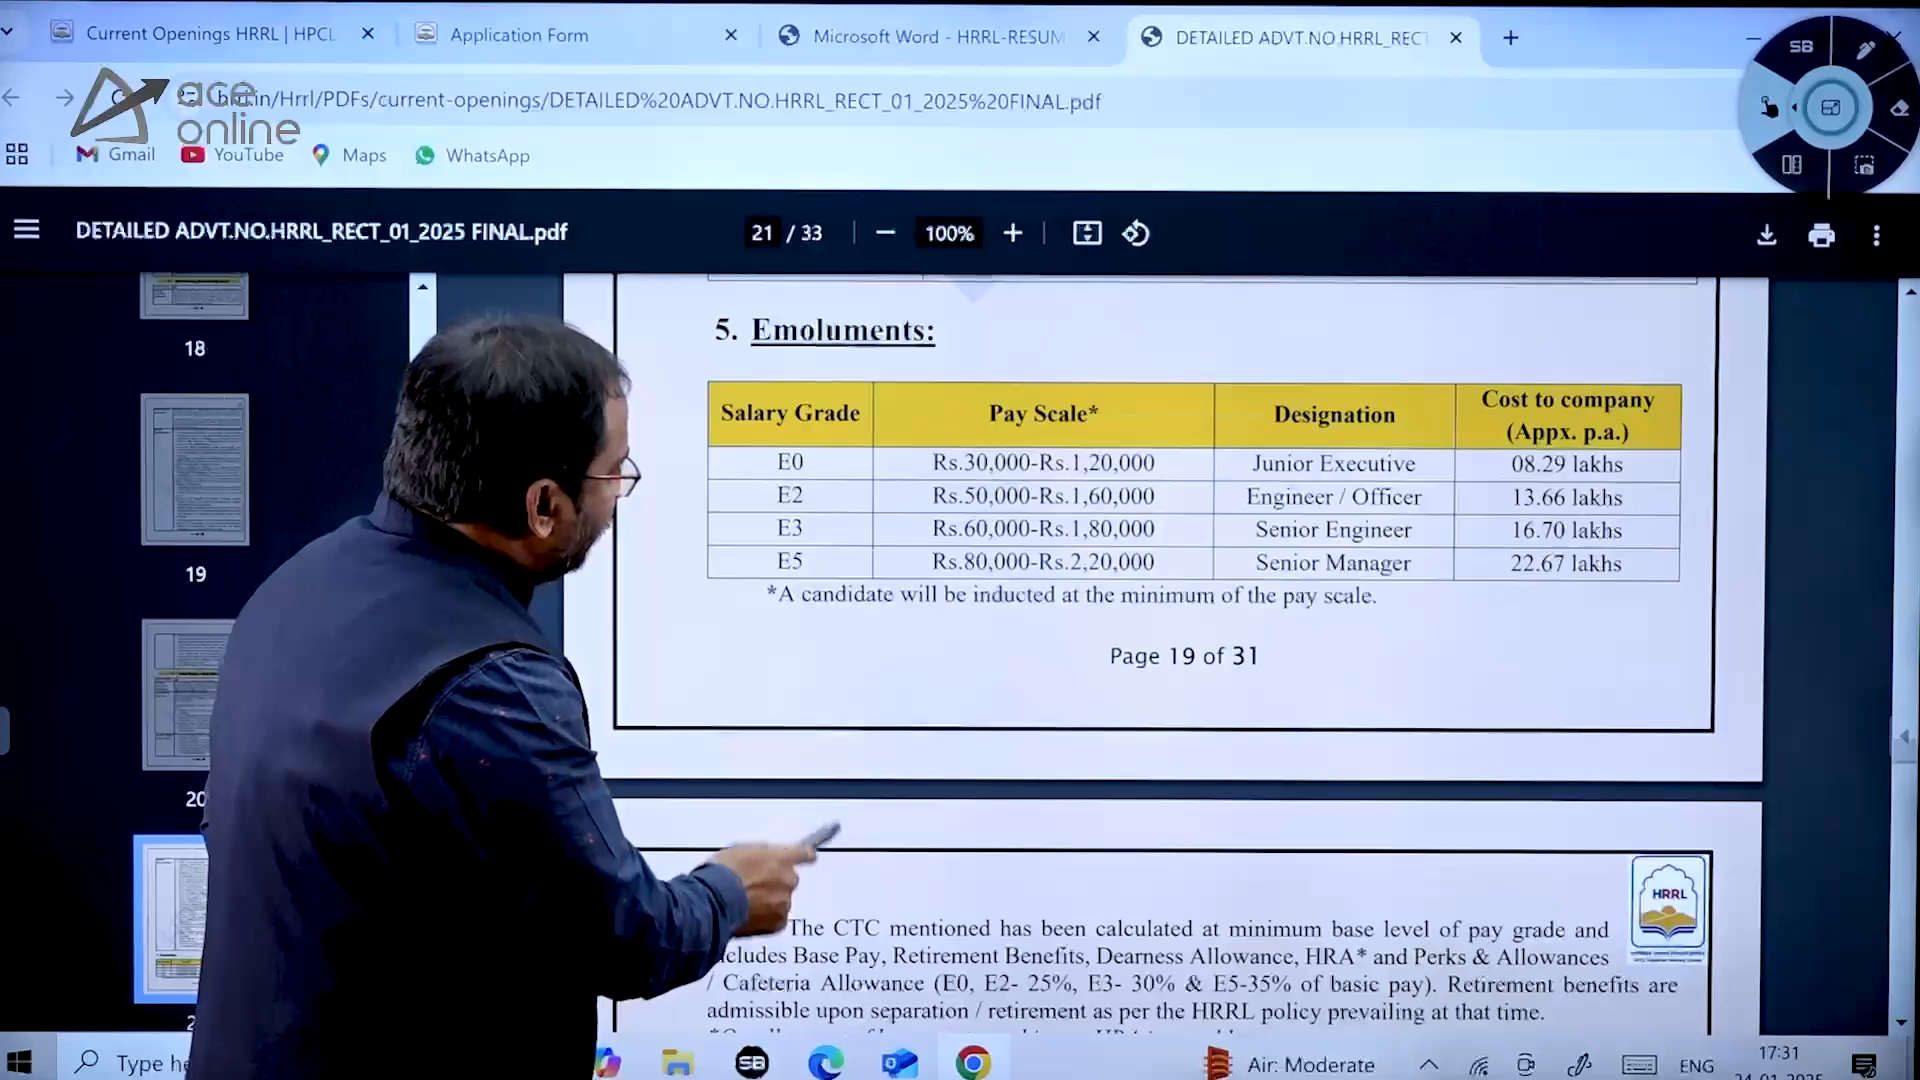 Current Openings HRRL | HPCL
Application Form
Microsoft Word - HRRL-RESUM
DETAILED ADVT.NO.HRRL_RECT
SB
ace
online
in/Hrrl/PDFs/current-openings/DETAILED%20ADVT.NO.HRRL_RECT_01_2025%20FINAL.pdf
Gmail
YouTube
Maps
WhatsApp
DETAILED ADVT.NO.HRRL_RECT_01_2025 FINAL.pdf
21 / 33
100%
18
19
20
5. Emoluments:
Salary Grade Pay Scale* Designation Cost to company (Appx. p.a.)
E0 Rs.30,000-Rs.1,20,000 Junior Executive 08.29 lakhs
E2 Rs.50,000-Rs.1,60,000 Engineer / Officer 13.66 lakhs
E3 Rs.60,000-Rs.1,80,000 Senior Engineer 16.70 lakhs
E5 Rs.80,000-Rs.2,20,000 Senior Manager 22.67 lakhs
*A candidate will be inducted at the minimum of the pay scale.
Page 19 of 31
HRRL
The CTC mentioned has been calculated at minimum base level of pay grade and
cludes Base Pay, Retirement Benefits, Dearness Allowance, HRA* and Perks & Allowances
/ Cafeteria Allowance (E0, E2- 25%, E3- 30% & E5-35% of basic pay). Retirement benefits are
admissible upon separation / retirement as per the HRRL policy prevailing at that time.
Type he
SB
Air: Moderate
ENG
17:31